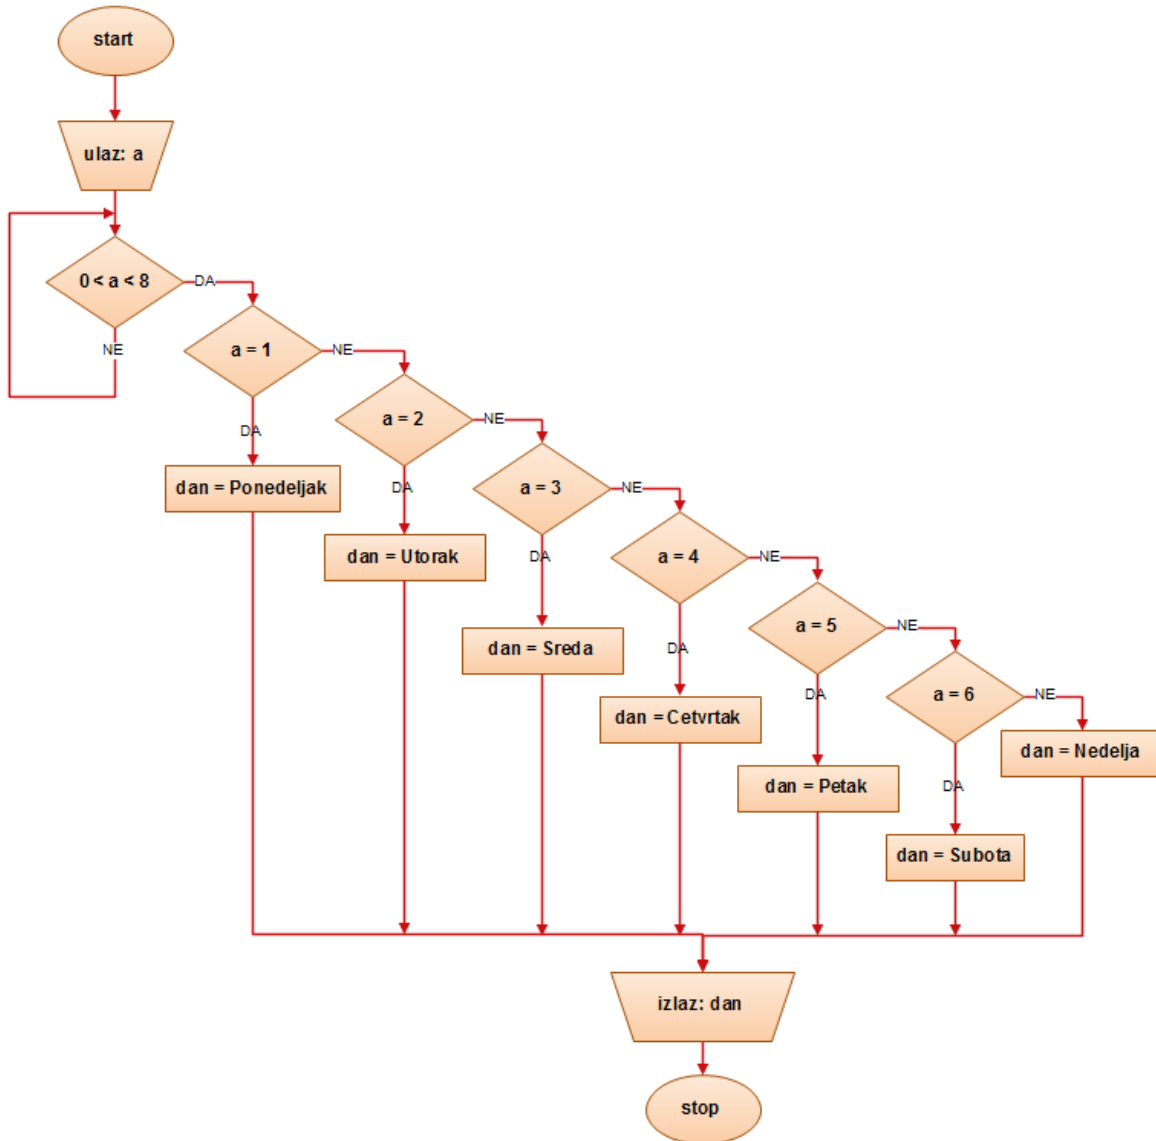 start
ulaz: a
0 < a < 8
DA
NE
a = 1
NE
DA
dan = Ponedeljak
a = 2
NE
DA
dan = Utorak
a = 3
NE
DA
dan = Sreda
a = 4
NE
DA
dan = Cetvrtak
a = 5
NE
DA
dan = Petak
a = 6
NE
DA
dan = Subota
dan = Nedelja
izlaz: dan
stop